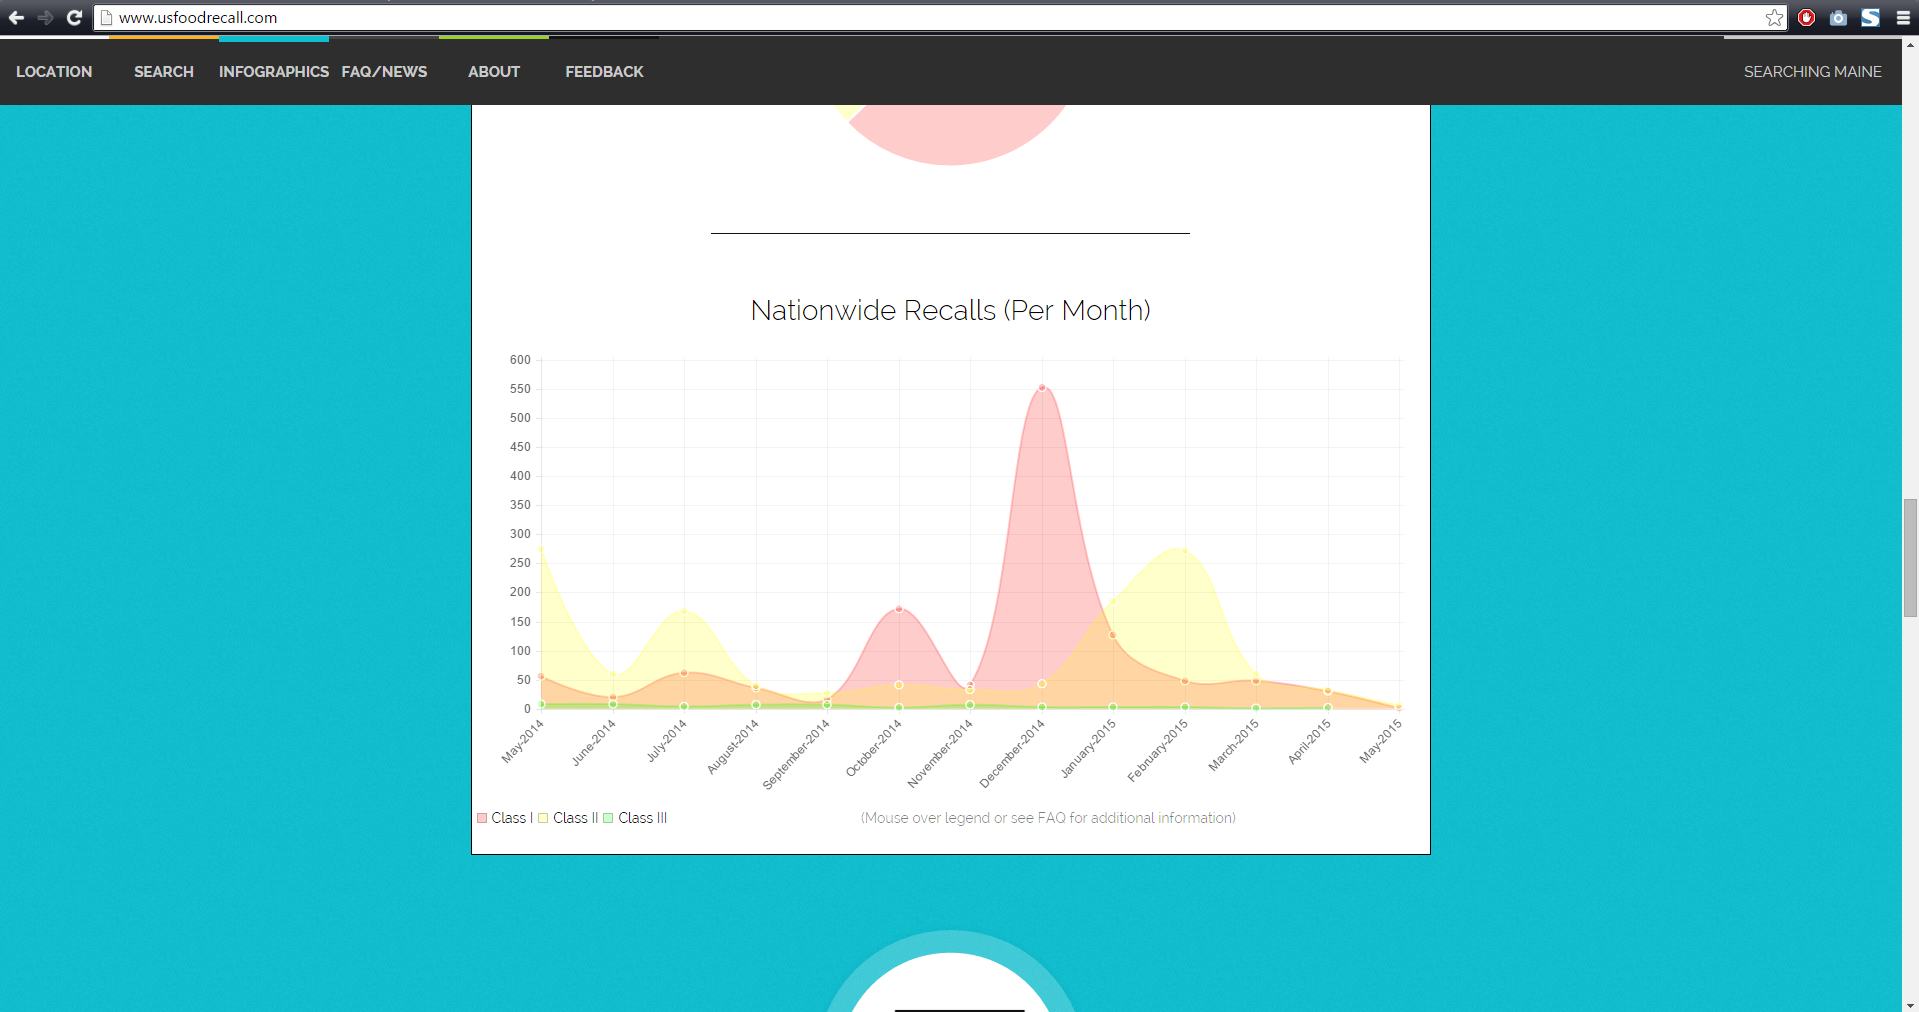 www.usfoodrecall.com
LOCATION SEARCH INFOGRAPHICS FAQ/NEWS ABOUT FEEDBACK SEARCHING MAINE
Nationwide Recalls (Per Month)
600
550
500
450
400
350
300
250
200
150
100
50
0
May-2014 June-2014 July-2014 August-2014 September-2014 October-2014 November-2014 December-2014 January-2015 February-2015 March-2015 April-2015 May-2015
Class I Class II Class III (Mouse over legend or see FAQ for additional information)